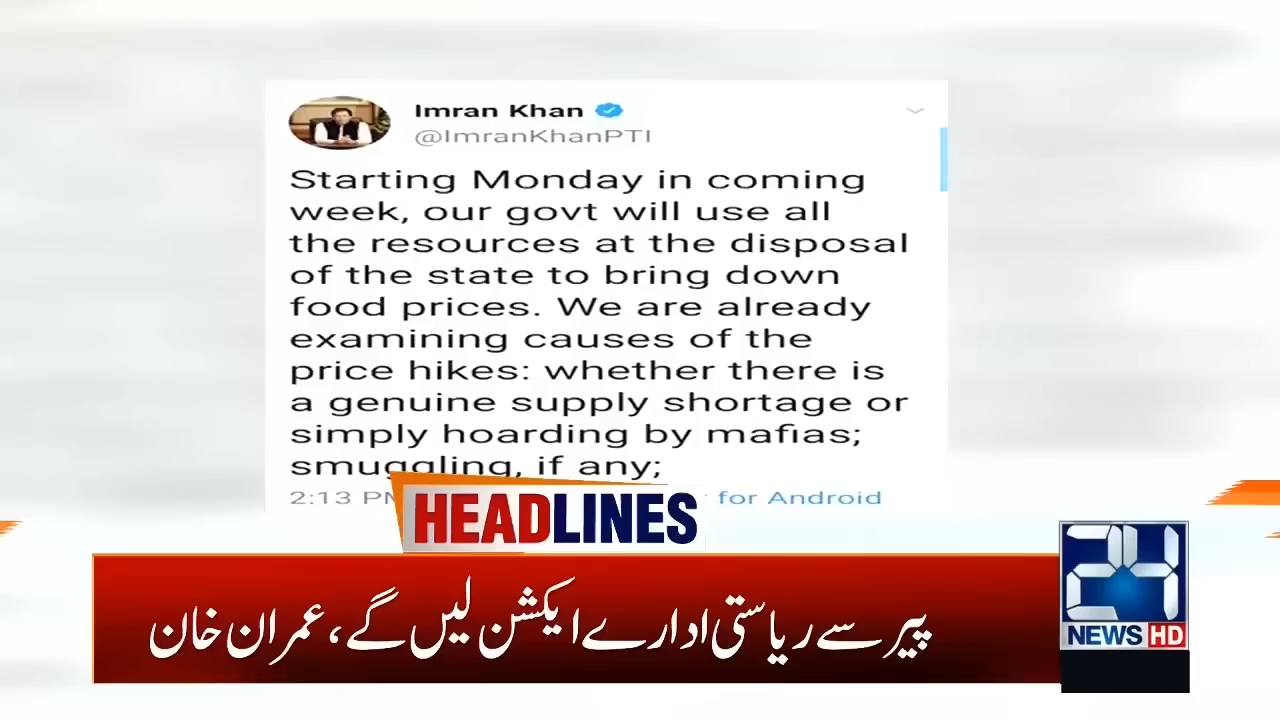 Imran Khan
@ImranKhanPTI
Starting Monday in coming
week, our govt will use all
the resources at the disposal
of the state to bring down
food prices. We are already
examining causes of the
price hikes: whether there is
a genuine supply shortage or
simply hoarding by mafias;
smuggling, if any;
2:13 for Android
HEADLINES
پیر سے ریاستی ادارے ایکشن لیں گے، عمران خان
24
NEWS HD